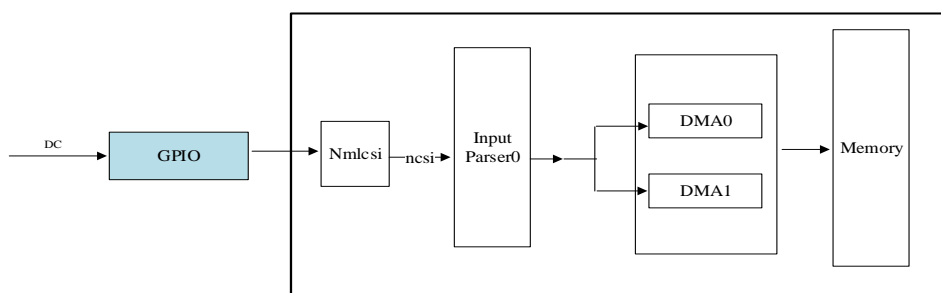 DC
GPIO
Nmlcsi
ncsi
Input
Parser0
DMA0
DMA1
Memory